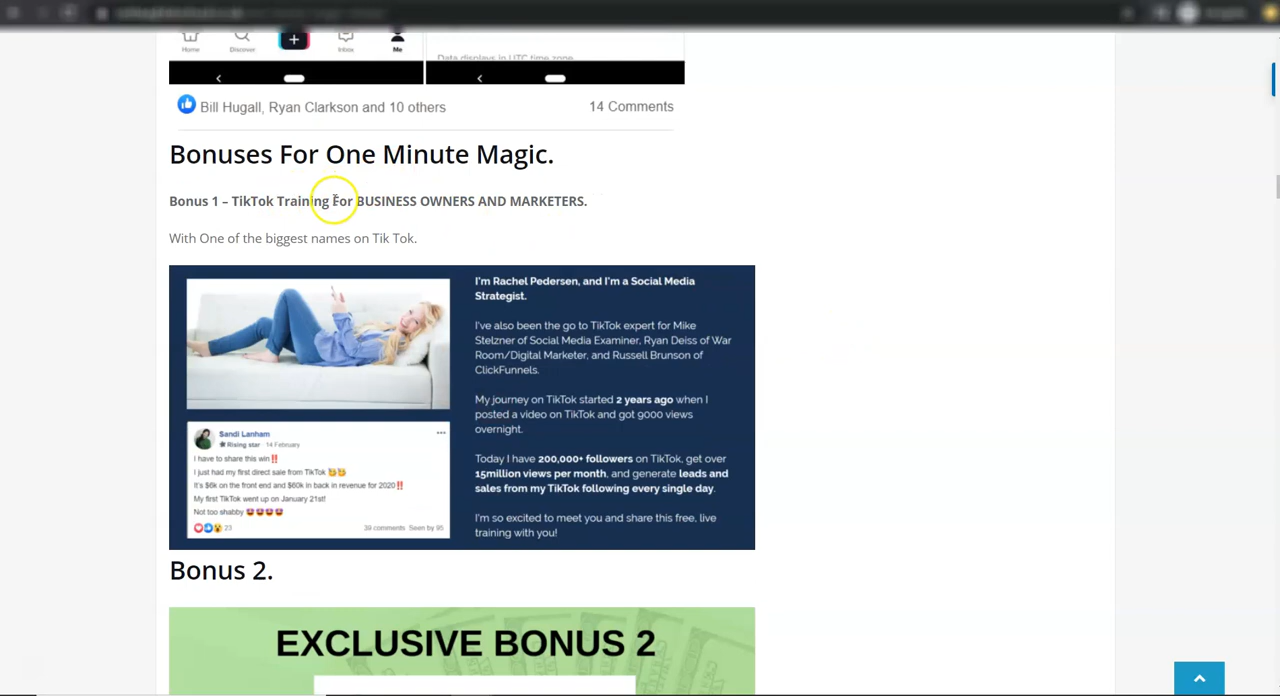 Home Discover Inbox Me
Data displays in UTC time zone
Bill Hugall, Ryan Clarkson and 10 others 14 Comments
Bonuses For One Minute Magic.
Bonus 1 – TikTok Training For BUSINESS OWNERS AND MARKETERS.
With One of the biggest names on Tik Tok.
I'm Rachel Pedersen, and I'm a Social Media
Strategist.
I've also been the go to TikTok expert for Mike
Stelzner of Social Media Examiner, Ryan Deiss of War
Room/Digital Marketer, and Russell Brunson of
ClickFunnels.
My journey on TikTok started 2 years ago when I
posted a video on TikTok and got 9000 views
overnight.
Today I have 200,000+ followers on TikTok, get over
15million views per month, and generate leads and
sales from my TikTok following every single day.
I'm so excited to meet you and share this free, live
training with you!
Sandi Lanham
Rising star · 14 February
I have to share this win‼️
I just had my first direct sale from TikTok 🥳🥳
It's $6k on the front end and $60k in back in revenue for 2020‼️
My first TikTok went up on January 21st!
Not too shabby 😍😍😍😍
23 39 comments Seen by 95
Bonus 2.
EXCLUSIVE BONUS 2